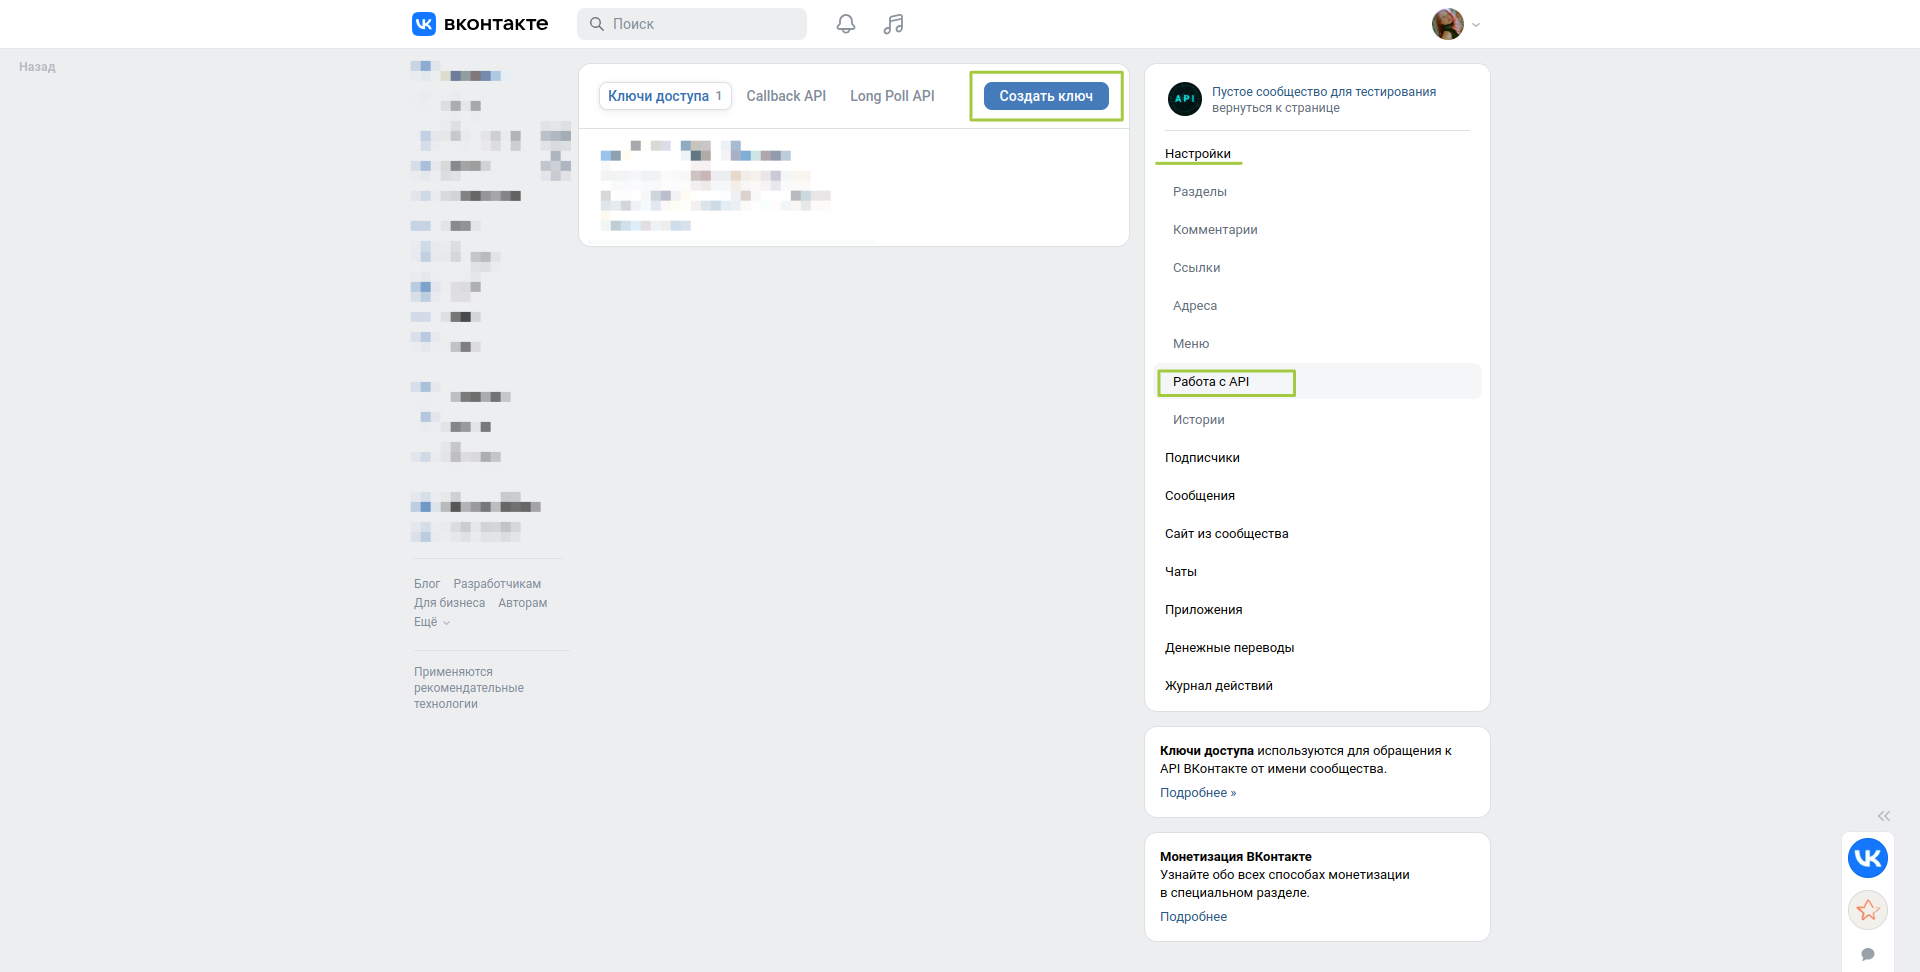 вконтакте
Поиск
Назад
Ключи доступа 1
Callback API
Long Poll API
Создать ключ
Пустое сообщество для тестирования
вернуться к странице
Настройки
Разделы
Комментарии
Ссылки
Адреса
Меню
Работа с API
Истории
Подписчики
Сообщения
Сайт из сообщества
Чаты
Приложения
Денежные переводы
Журнал действий
Ключи доступа используются для обращения к
API ВКонтакте от имени сообщества.
Подробнее »
Монетизация ВКонтакте
Узнайте обо всех способах монетизации
в специальном разделе.
Подробнее
Блог Разработчикам
Для бизнеса Авторам
Ещё
Применяются
рекомендательные
технологии
API